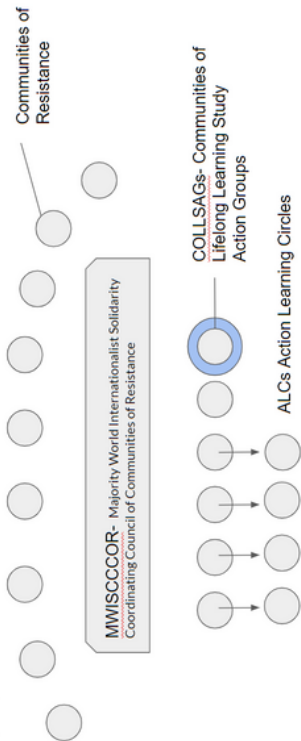 Communities of
Resistance
MWISCCCOR- Majority World Internationalist Solidarity
Coordinating Council of Communities of Resistance
COLLSAGs- Communities of
Lifelong Learning Study
Action Groups
ALCs Action Learning Circles